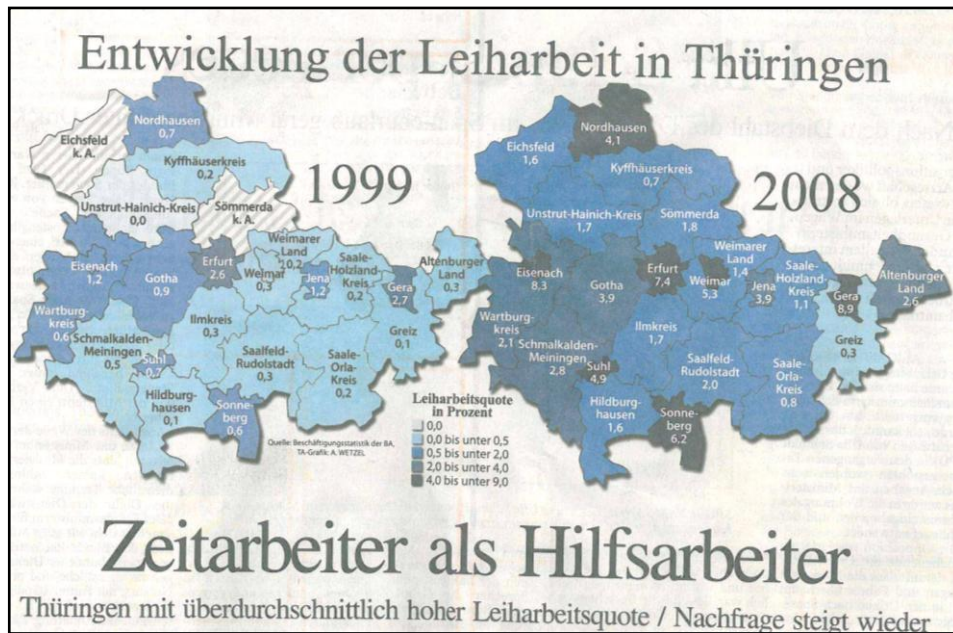 Entwicklung der Leiharbeit in Thüringen
1999
Eichsfeld
k. A.
Nordhausen
0,7
Kyffhäuserkreis
0,2
Unstrut-Hainich-Kreis
0,0
Sömmerda
k. A.
Eisenach
1,2
Gotha
0,9
Erfurt
2,6
Weimarer
Land
0,2
Weimar
0,3
Jena
1,2
Saale-
Holzland-
Kreis
0,2
Gera
2,7
Altenburger
Land
0,3
Wartburg-
kreis
0,6
Schmalkalden-
Meiningen
0,5
Suhl
0,7
Ilmkreis
0,3
Saalfeld-
Rudolstadt
0,3
Saale-
Orla-
Kreis
0,2
Greiz
0,1
Hildburg-
hausen
0,1
Sonne-
berg
0,6
Quelle: Beschäftigungsstatistik der BA,
TA-Grafik: A. WETZEL
2008
Eichsfeld
1,6
Nordhausen
4,1
Kyffhäuserkreis
0,7
Unstrut-Hainich-Kreis
1,7
Sömmerda
1,8
Eisenach
8,3
Gotha
3,9
Erfurt
7,4
Weimar
5,3
Weimarer
Land
1,4
Jena
3,9
Saale-
Holzland-
Kreis
1,1
Gera
8,9
Altenburger
Land
2,6
Wartburg-
kreis
2,1
Schmalkalden-
Meiningen
2,8
Suhl
4,9
Ilmkreis
1,7
Saalfeld-
Rudolstadt
2,0
Saale-
Orla-
Kreis
0,8
Greiz
0,3
Hildburg-
hausen
1,6
Sonne-
berg
6,2
Leiharbeitsquote
in Prozent
0,0
0,0 bis unter 0,5
0,5 bis unter 2,0
2,0 bis unter 4,0
4,0 bis unter 9,0
Zeitarbeiter als Hilfsarbeiter
Thüringen mit überdurchschnittlich hoher Leiharbeitsquote / Nachfrage steigt wieder